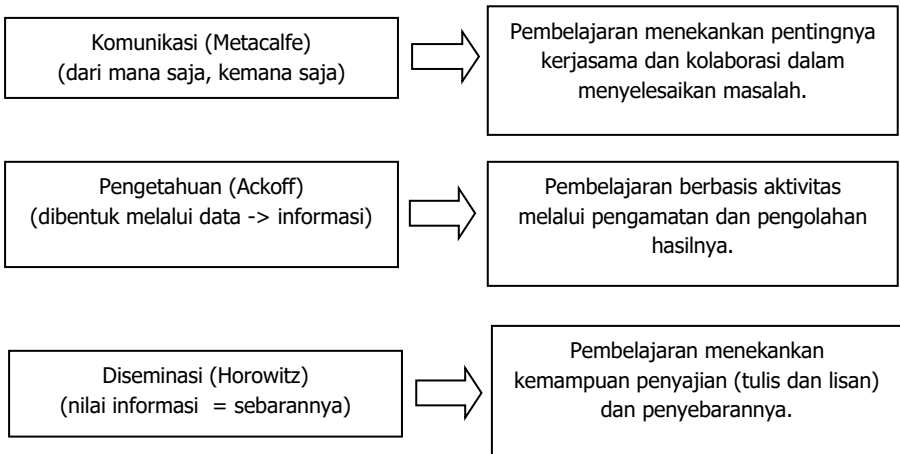 Komunikasi (Metacalfe)
(dari mana saja, kemana saja)
Pembelajaran menekankan pentingnya
kerjasama dan kolaborasi dalam
menyelesaikan masalah.
Pengetahuan (Ackoff)
(dibentuk melalui data -> informasi)
Pembelajaran berbasis aktivitas
melalui pengamatan dan pengolahan
hasilnya.
Diseminasi (Horowitz)
(nilai informasi = sebarannya)
Pembelajaran menekankan
kemampuan penyajian (tulis dan lisan)
dan penyebarannya.